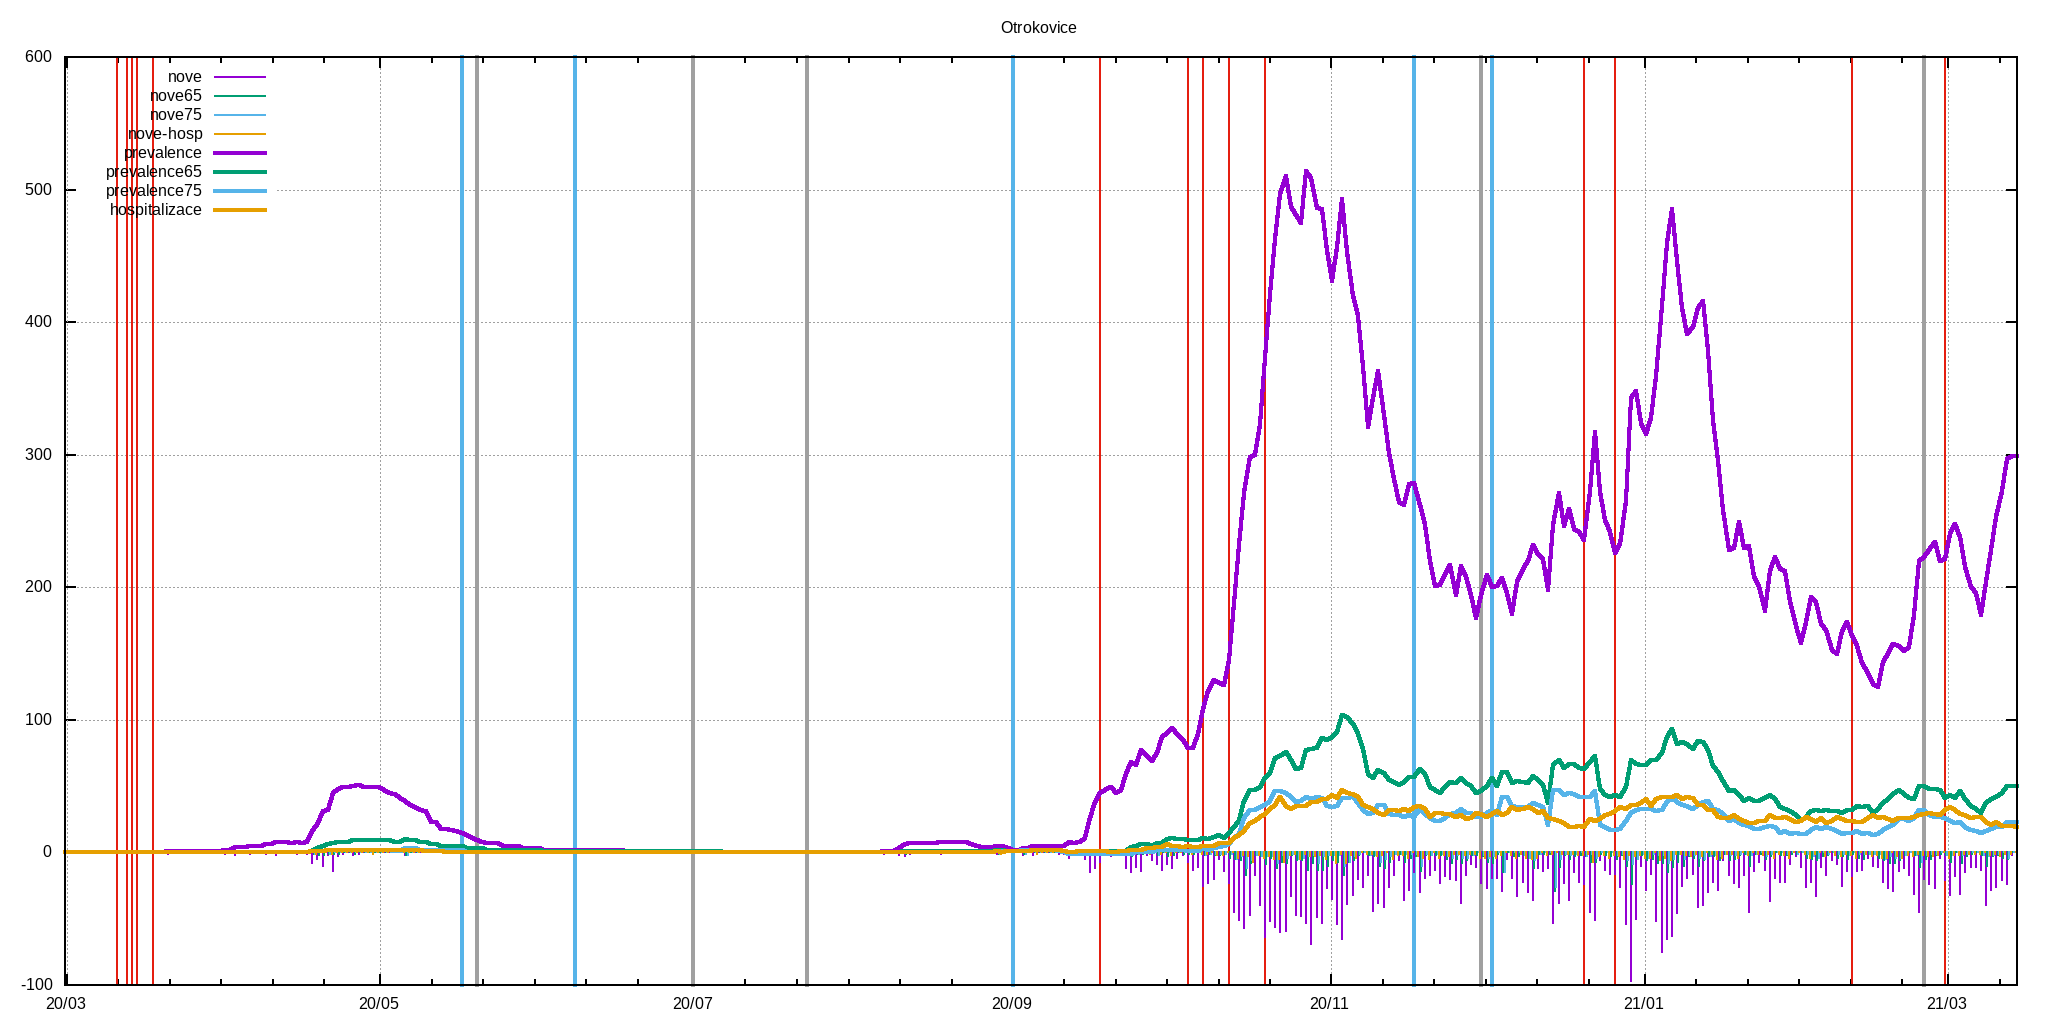 Otrokovice
600
nove
nove65
nove75
nove-hosp
prevalence
prevalence65
prevalence75
hospitalizace
500
400
300
200
100
0
-100
20/03 20/05 20/07 20/09 20/11 21/01 21/03